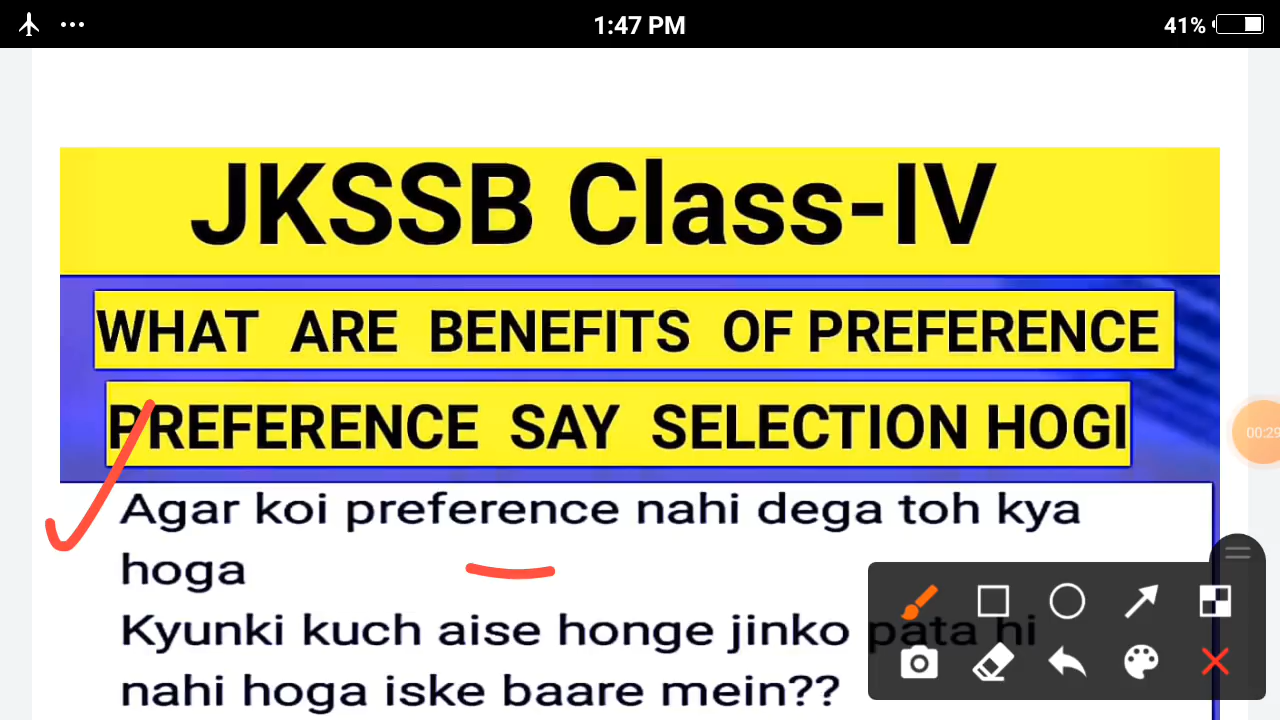 1:47 PM
41%
JKSSB Class-IV
WHAT ARE BENEFITS OF PREFERENCE
PREFERENCE SAY SELECTION HOGI
00:29
Agar koi preference nahi dega toh kya
hoga
Kyunki kuch aise honge jinko pata hi
nahi hoga iske baare mein??